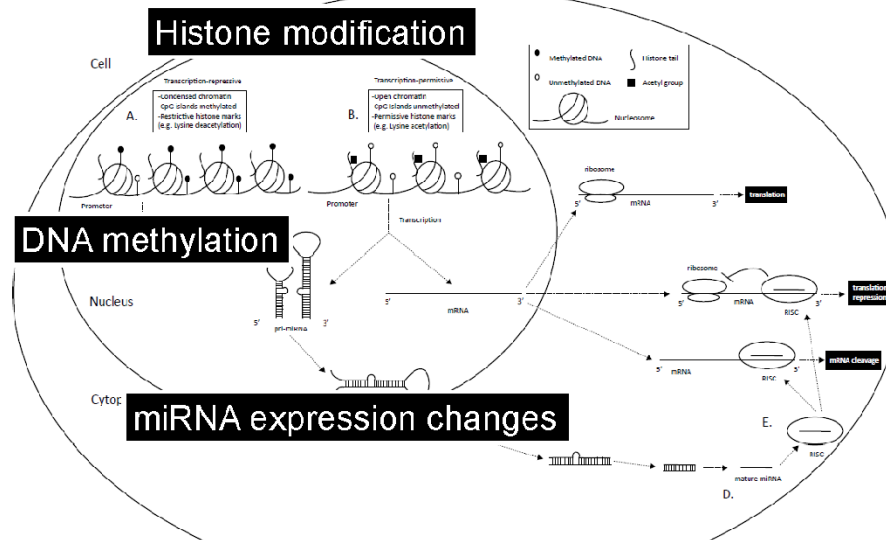 Histone modification
Cell
Transcription-repressive
-Condensed chromatin
CpG islands methylated
-Restrictive histone marks
(e.g. Lysine deacetylation)
A.
Transcription-permissive
-Open chromatin
CpG islands unmethylated
-Permissive histone marks
(e.g. Lysine acetylation)
B.
Methylated DNA
Histone tail
Unmethylated DNA
Acetyl group
Nucleosome
Promoter
Promoter
Transcription
ribosome
5' mRNA 3'
translation
DNA methylation
Nucleus
5' 3'
pri-miRNA
5' 3'
mRNA
ribosome
5' mRNA 3'
RISC
translation
repression
5' mRNA 3'
RISC
mRNA cleavage
miRNA expression changes
E.
RISC
mature miRNA
D.